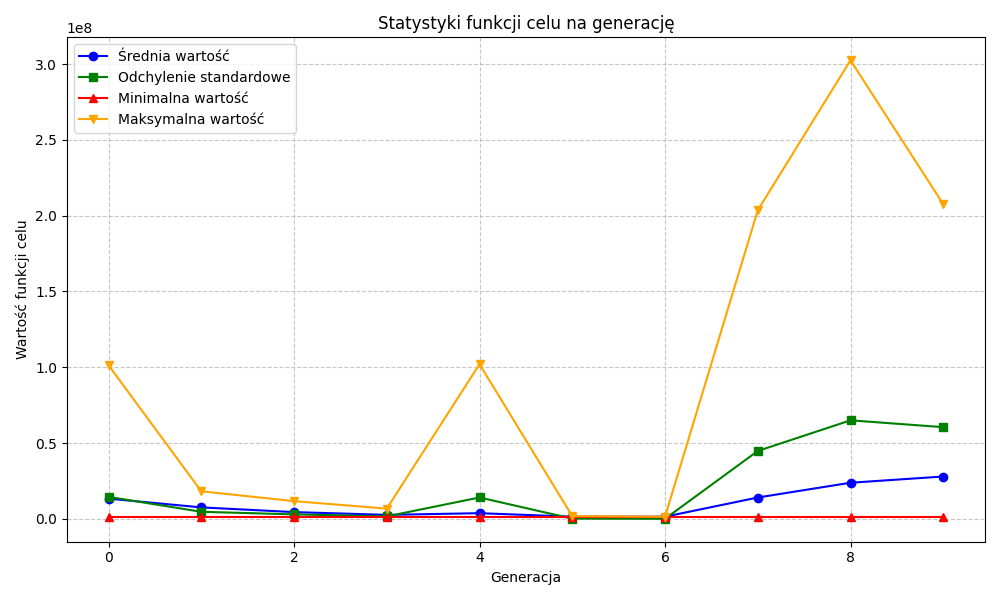 Statystyki funkcji celu na generację
1e8
Średnia wartość
Odchylenie standardowe
Minimalna wartość
Maksymalna wartość
3.0
2.5
2.0
1.5
1.0
0.5
0.0
Wartość funkcji celu
0 2 4 6 8
Generacja